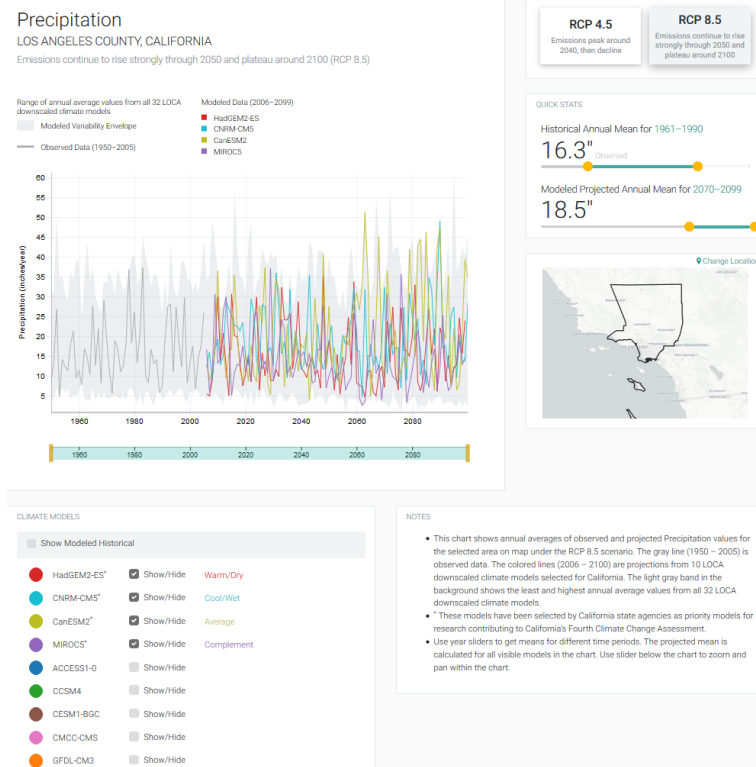 Precipitation
LOS ANGELES COUNTY, CALIFORNIA
Emissions continue to rise strongly through 2050 and plateau around 2100 (RCP 8.5)
RCP 4.5
Emissions peak around
2040, then decline
RCP 8.5
Emissions continue to rise
strongly through 2050 and
plateau around 2100
Range of annual average values from all 32 LOCA
downscaled climate models
Modeled Variability Envelope
Observed Data (1950–2005)
Modeled Data (2006–2099)
HadGEM2-ES
CNRM-CM5
CanESM2
MIROC5
QUICK STATS
Historical Annual Mean for 1961–1990
16.3" Observed
Modeled Projected Annual Mean for 2070–2099
18.5"
Change Location
Precipitation (inches/year)
60
55
50
45
40
35
30
25
20
15
10
5
1960 1980 2000 2020 2040 2060 2080
1960 1980 2000 2020 2040 2060 2080
CLIMATE MODELS
Show Modeled Historical
HadGEM2-ES* Show/Hide Warm/Dry
CNRM-CM5* Show/Hide Cool/Wet
CanESM2* Show/Hide Average
MIROC5* Show/Hide Complement
ACCESS1-0 Show/Hide
CCSM4 Show/Hide
CESM1-BGC Show/Hide
CMCC-CMS Show/Hide
GFDL-CM3 Show/Hide
NOTES
• This chart shows annual averages of observed and projected Precipitation values for
the selected area on map under the RCP 8.5 scenario. The gray line (1950 – 2005) is
observed data. The colored lines (2006 – 2100) are projections from 10 LOCA
downscaled climate models selected for California. The light gray band in the
background shows the least and highest annual average values from all 32 LOCA
downscaled climate models.
• * These models have been selected by California state agencies as priority models for
research contributing to California's Fourth Climate Change Assessment.
• Use year sliders to get means for different time periods. The projected mean is
calculated for all visible models in the chart. Use slider below the chart to zoom and
pan within the chart.